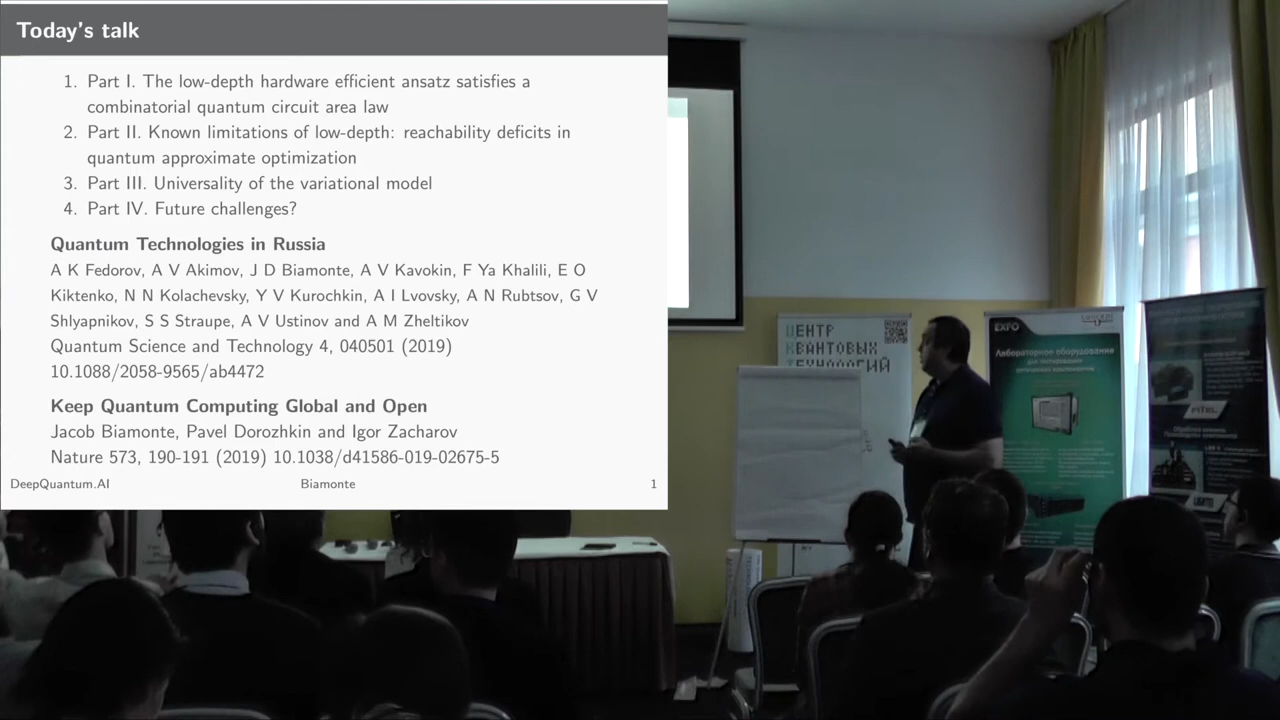 Today's talk
1. Part I. The low-depth hardware efficient ansatz satisfies a
combinatorial quantum circuit area law
2. Part II. Known limitations of low-depth: reachability deficits in
quantum approximate optimization
3. Part III. Universality of the variational model
4. Part IV. Future challenges?
Quantum Technologies in Russia
A K Fedorov, A V Akimov, J D Biamonte, A V Kavokin, F Ya Khalili, E O
Kiktenko, N N Kolachevsky, Y V Kurochkin, A I Lvovsky, A N Rubtsov, G V
Shlyapnikov, S S Straupe, A V Ustinov and A M Zheltikov
Quantum Science and Technology 4, 040501 (2019)
10.1088/2058-9565/ab4472
Keep Quantum Computing Global and Open
Jacob Biamonte, Pavel Dorozhkin and Igor Zacharov
Nature 573, 190-191 (2019) 10.1038/d41586-019-02675-5
DeepQuantum.AI Biamonte 1
ЦЕНТР
КВАНТОВЫХ
ТЕХНОЛОГИЙ
EXFO
Лабораторное оборудование
для тестирования
оптических компонентов
FITEL